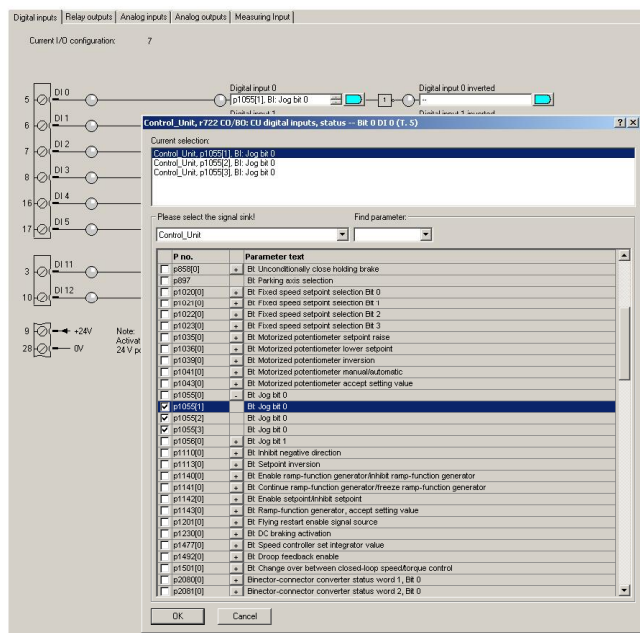 Digital inputs Relay outputs Analog inputs Analog outputs Measuring Input
Current I/O configuration: 7
DI 0
5
Digital input 0
p1055[1], BI: Jog bit 0
1
Digital input 0 inverted
--
DI 1
6
Digital input 1
Digital input 1 inverted
DI 2
7
DI 3
8
DI 4
16
DI 5
17
DI 11
3
DI 12
10
9 +24V
28 0V
Note:
Activat
24 V po
Control_Unit, r722 CO/BO: CU digital inputs, status -- Bit 0 DI 0 (T. 5)
Current selection:
Control_Unit, p1055[1], BI: Jog bit 0
Control_Unit, p1055[2], BI: Jog bit 0
Control_Unit, p1055[3], BI: Jog bit 0
Please select the signal sink! Find parameter:
Control_Unit
P no. Parameter text
p858[0] + BI: Unconditionally close holding brake
p897 BI: Parking axis selection
p1020[0] + BI: Fixed speed setpoint selection Bit 0
p1021[0] + BI: Fixed speed setpoint selection Bit 1
p1022[0] + BI: Fixed speed setpoint selection Bit 2
p1023[0] + BI: Fixed speed setpoint selection Bit 3
p1035[0] + BI: Motorized potentiometer setpoint raise
p1036[0] + BI: Motorized potentiometer lower setpoint
p1039[0] + BI: Motorized potentiometer inversion
p1041[0] + BI: Motorized potentiometer manual/automatic
p1043[0] + BI: Motorized potentiometer accept setting value
p1055[0] - BI: Jog bit 0
p1055[1] BI: Jog bit 0
p1055[2] BI: Jog bit 0
p1055[3] BI: Jog bit 0
p1056[0] + BI: Jog bit 1
p1110[0] + BI: Inhibit negative direction
p1113[0] + BI: Setpoint inversion
p1140[0] + BI: Enable ramp-function generator/inhibit ramp-function generator
p1141[0] + BI: Continue ramp-function generator/freeze ramp-function generator
p1142[0] + BI: Enable setpoint/inhibit setpoint
p1143[0] + BI: Ramp-function generator, accept setting value
p1201[0] + BI: Flying restart enable signal source
p1230[0] + BI: DC braking activation
p1477[0] + BI: Speed controller set integrator value
p1492[0] + BI: Droop feedback enable
p1501[0] + BI: Change over between closed-loop speed/torque control
p2080[0] + Binector-connector converter status word 1, Bit 0
p2081[0] + Binector-connector converter status word 2, Bit 0
OK Cancel